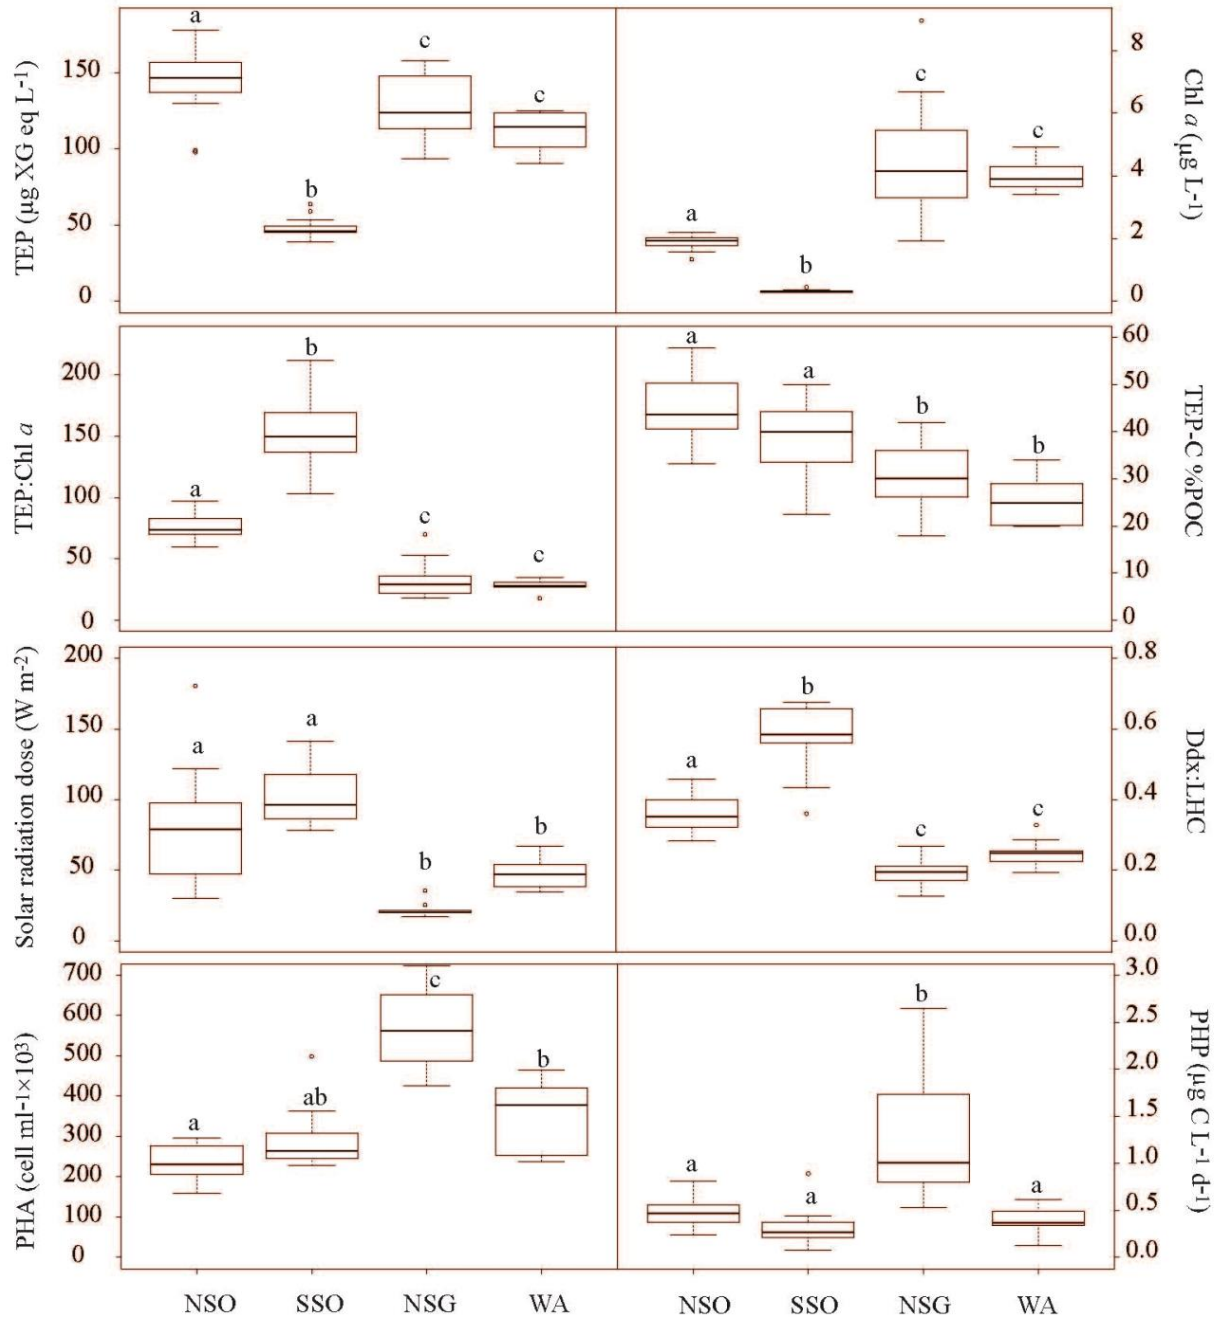 TEP (µg XG eq L-1)
150
100
50
0
a
b
c
c
Chl a (µg L-1)
8
6
4
2
0
a
b
c
c
TEP:Chl a
200
150
100
50
0
a
b
c
c
TEP-C %POC
60
50
40
30
20
10
0
a
a
b
b
Solar radiation dose (W m-2)
200
150
100
50
0
a
a
b
b
Ddx:LHC
0.8
0.6
0.4
0.2
0.0
a
b
c
c
PHA (cell ml-1×10³)
700
600
500
400
300
200
100
0
a
ab
c
b
PHP (µg C L-1 d-1)
3.0
2.5
2.0
1.5
1.0
0.5
0.0
a
a
b
a
NSO SSO NSG WA NSO SSO NSG WA